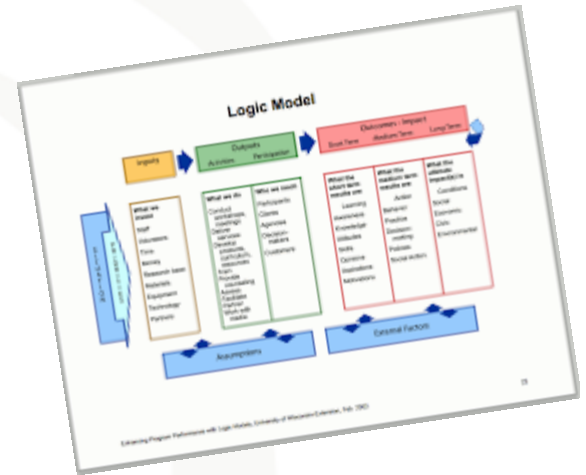 Logic Model
Inputs
Outputs
Activities Participation
Outcomes - Impact
Short Term Medium Term Long Term
SITUATION
PRIORITIES
What we
invest
Staff
Volunteers
Time
Money
Research base
Materials
Equipment
Technology
Partners
What we do
Conduct
workshops,
meetings
Deliver
services
Develop
products,
curriculum,
resources
Train
Provide
counseling
Assess
Facilitate
Partner
Work with
media
Who we reach
Participants
Clients
Agencies
Decision-
makers
Customers
What the
short term
results are
Learning
Awareness
Knowledge
Attitudes
Skills
Opinions
Aspirations
Motivations
What the
medium term
results are
Action
Behavior
Practice
Decision-
making
Policies
Social Action
What the
ultimate
impact(s) is
Conditions
Social
Economic
Civic
Environmental
Assumptions
External Factors
Enhancing Program Performance with Logic Models, University of Wisconsin-Extension, Feb. 2003